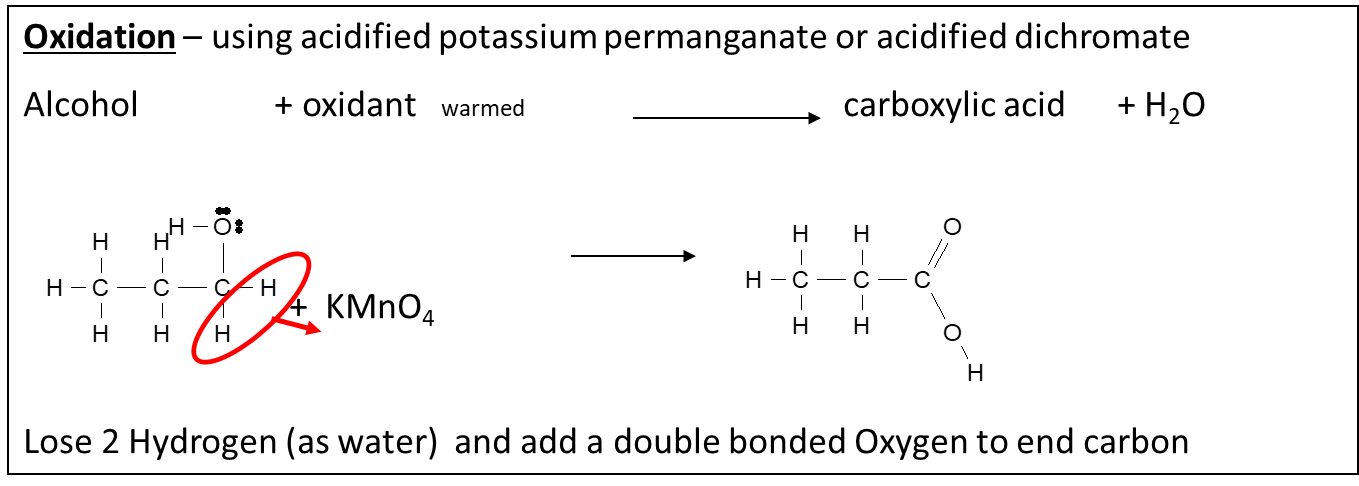 Oxidation – using acidified potassium permanganate or acidified dichromate
Alcohol + oxidant warmed carboxylic acid + H₂O
H – O
H H
H – C — C — C – H
H H H
+ KMnO₄
H H O
H – C — C — C
H H O
H
Lose 2 Hydrogen (as water) and add a double bonded Oxygen to end carbon